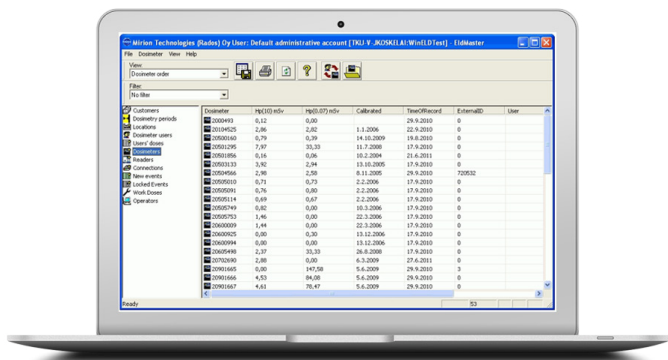 Mirion Technologies (Rados) Oy User: Default administrative account [TKU-V-JKOSKELAI:WinELDTest] - EldMaster
File Dosimeter View Help
View:
Dosimeter order
Filter:
No filter
Customers
Dosimetry periods
Locations
Dosimeter users
Users' doses
Dosimeters
Readers
Connections
New events
Locked Events
Work Doses
Operators
Dosimeter Hp(10) mSv Hp(0.07) mSv Calibrated TimeOfRecord ExternalID User
2000493 0,12 0,00 29.9.2010 0
20104525 2,86 2,82 1.1.2006 22.9.2010 0
20500160 0,79 0,39 14.10.2009 19.8.2010 0
20501295 7,97 33,33 11.7.2008 17.9.2010 0
20501856 0,16 0,06 10.2.2004 21.6.2011 0
20503133 3,92 2,94 13.10.2005 17.9.2010 0
20504566 2,98 2,58 8.11.2005 29.9.2010 720532
20505010 0,71 0,73 2.2.2006 17.9.2010 0
20505091 0,76 0,80 2.2.2006 17.9.2010 0
20505114 0,69 0,67 2.2.2006 17.9.2010 0
20505749 0,82 0,00 10.3.2006 17.9.2010 0
20505753 1,46 0,00 22.3.2006 17.9.2010 0
20600009 1,44 0,00 22.3.2006 17.9.2010 0
20600925 0,00 0,30 13.12.2006 17.9.2010 0
20600994 0,00 0,00 13.12.2006 17.9.2010 0
20605498 2,37 33,33 26.8.2008 17.9.2010 0
20702690 2,88 0,00 6.3.2009 27.6.2011 0
20901665 0,00 147,58 5.6.2009 29.9.2010 3
20901666 4,53 84,08 5.6.2009 29.9.2010 0
20901667 4,61 78,47 5.6.2009 29.9.2010 0
Ready 53